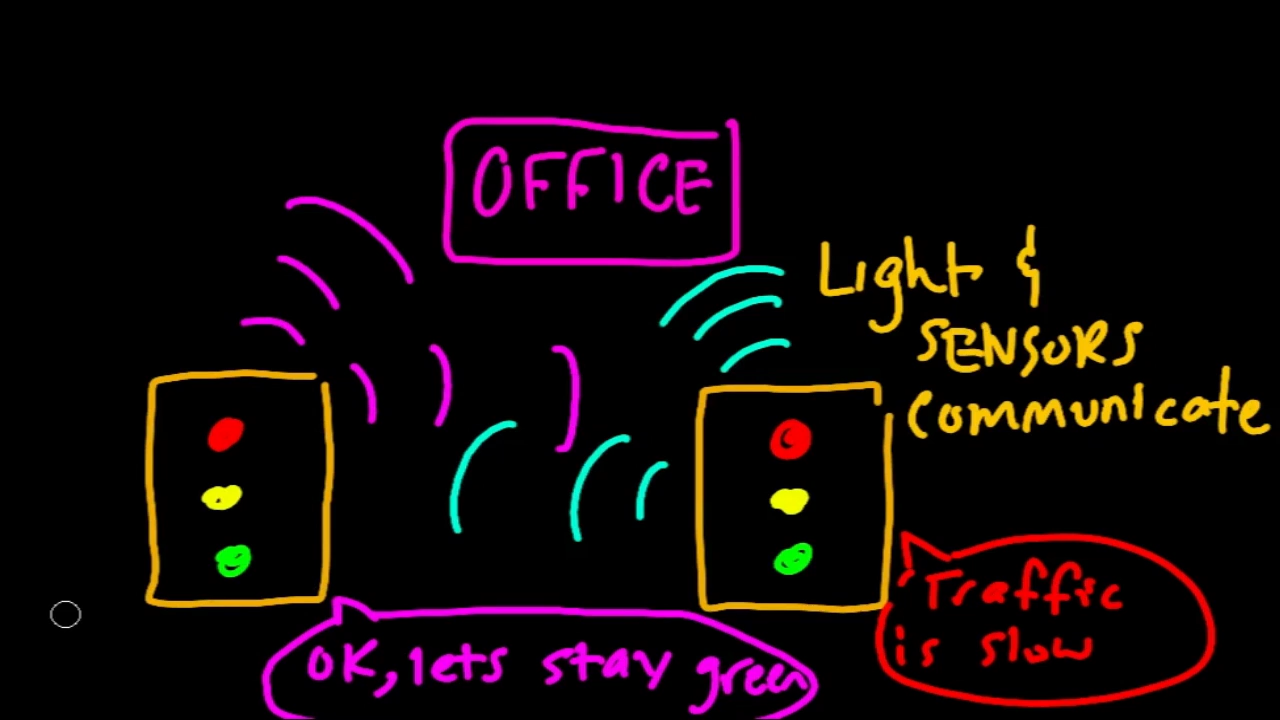 OFFICE
Light &
SENSORS
communicate
Traffic
is slow
OK, lets stay green